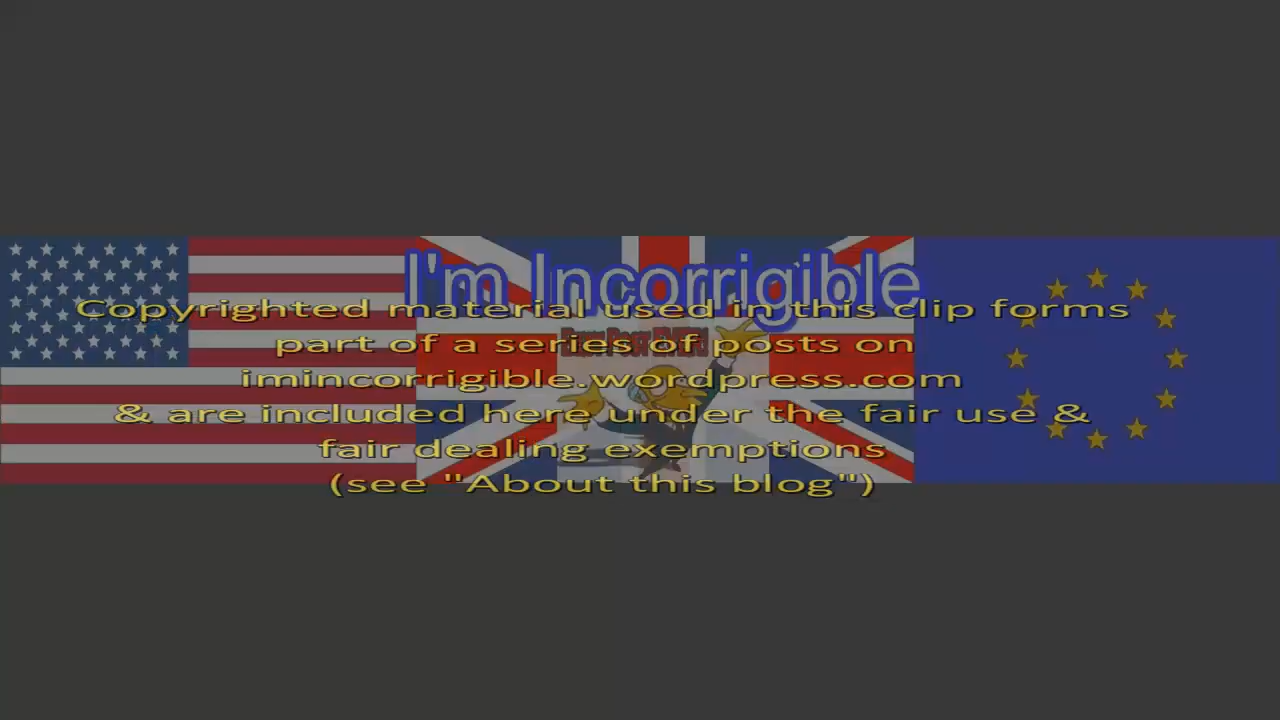 I'm Incorrigible
Copyrighted material used in this clip forms
part of a series of posts on
imincorrigible.wordpress.com
& are included here under the fair use &
fair dealing exemptions
(see "About this blog")